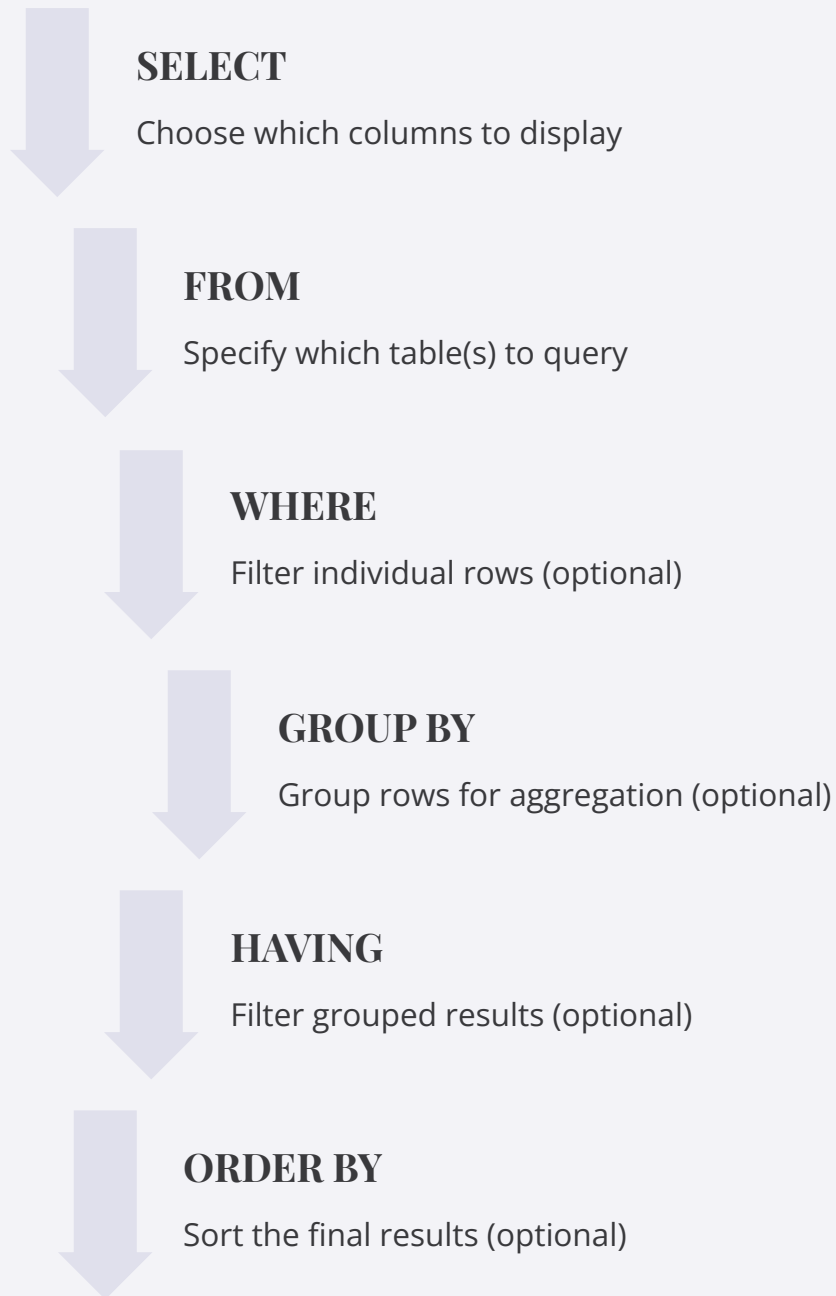 SELECT
Choose which columns to display
FROM
Specify which table(s) to query
WHERE
Filter individual rows (optional)
GROUP BY
Group rows for aggregation (optional)
HAVING
Filter grouped results (optional)
ORDER BY
Sort the final results (optional)